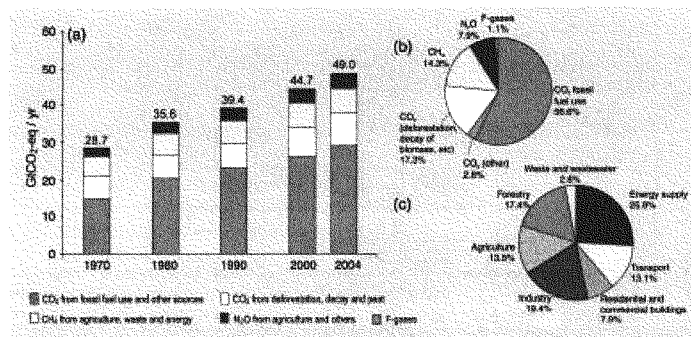 (a)
60
50
40
30
20
10
0
GtCO₂-eq / yr
28.7
35.6
39.4
44.7
49.0
1970
1980
1990
2000
2004
CO₂ from fossil fuel use and other sources
CO₂ from deforestation, decay and peat
CH₄ from agriculture, waste and energy
N₂O from agriculture and others
F-gases
(b)
N₂O
7.9%
F-gases
1.1%
CH₄
14.3%
CO₂ fossil
fuel use
56.6%
CO₂
(deforestation,
decay of
biomass, etc)
17.3%
CO₂ (other)
2.8%
(c)
Waste and wastewater
2.8%
Forestry
17.4%
Energy supply
25.9%
Agriculture
13.5%
Transport
13.1%
Industry
19.4%
Residential and
commercial buildings
7.9%